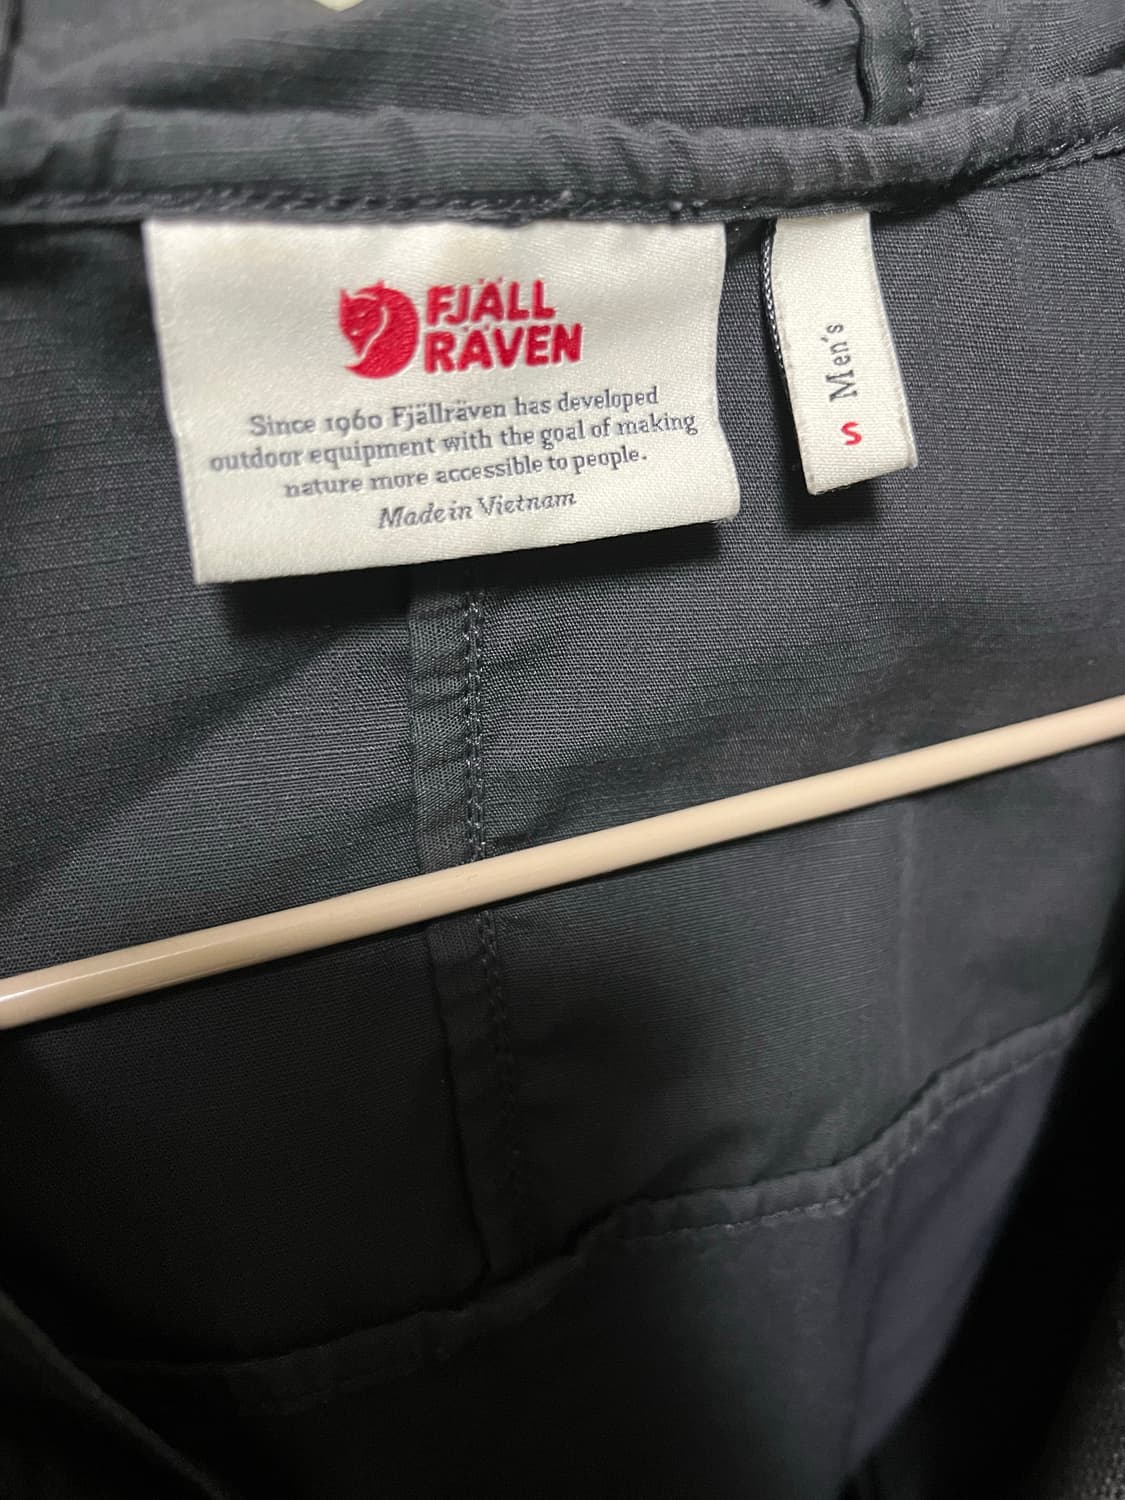 FJÄLL
RÄVEN
Since 1960 Fjällräven has developed
outdoor equipment with the goal of making
nature more accessible to people.
Made in Vietnam
Men's
S